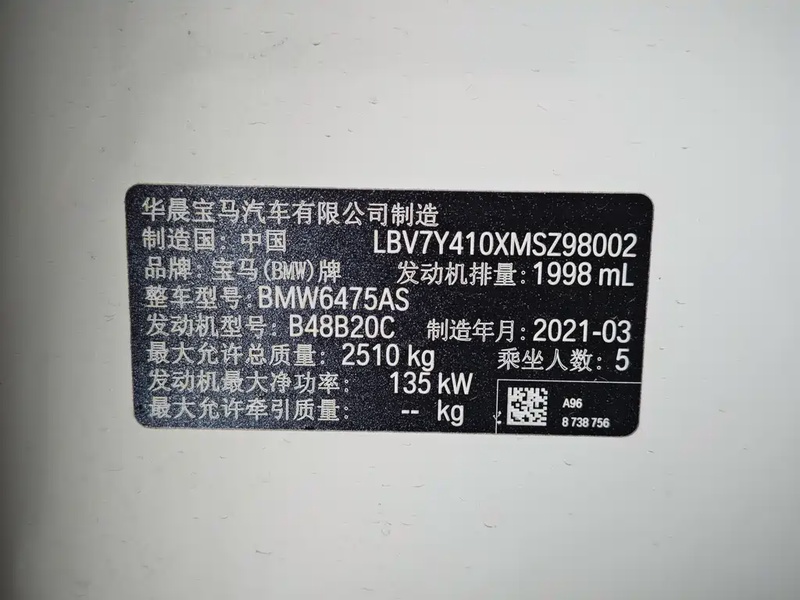 华晨宝马汽车有限公司制造
制造国: 中国 LBV7Y410XMSZ98002
品牌: 宝马(BMW)牌 发动机排量: 1998 mL
整车型号: BMW6475AS
发动机型号: B48B20C 制造年月: 2021-03
最大允许总质量: 2510 kg 乘坐人数: 5
发动机最大净功率: 135 kW
最大允许牵引质量: -- kg
A96
8 738 756